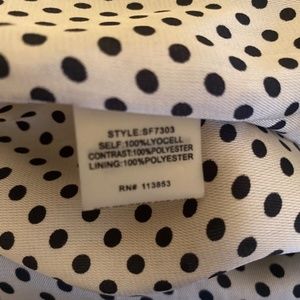 STYLE:SF7303
SELF:100%LYOCELL
CONTRAST:100%POLYESTER
LINING:100%POLYESTER
RN# 113853